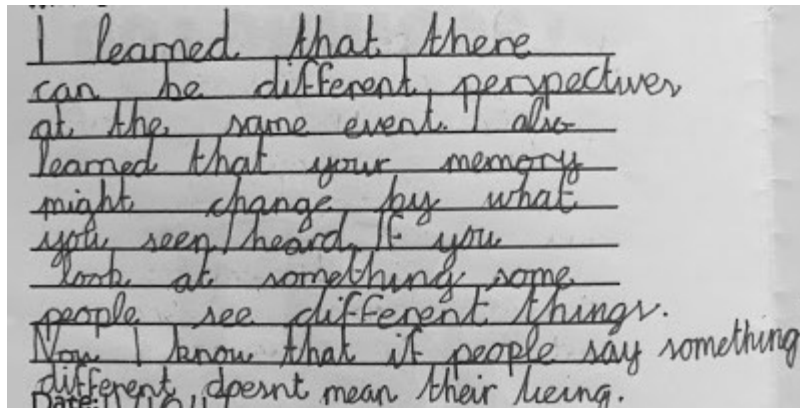 I learned that there
can be different perspectives
at the same event. I also
learned that your memory
might change by what
you seen/heard. If you
look at something some
people see different things.
Now I know that if people say something
different doesnt mean their lieing.
Date: